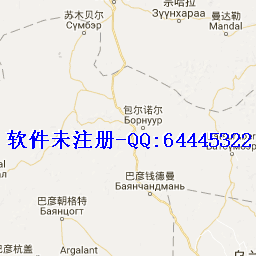 宗哈拉
Зүүнхараа
苏木贝尔
Сүмбэр
曼达勒
Mandal
包尔诺尔
Борнуур
软件未注册-QQ:64445322
巴彦钱德曼
Баянчандмань
巴彦朝格特
Баянцогт
巴彦杭盖
Argalant